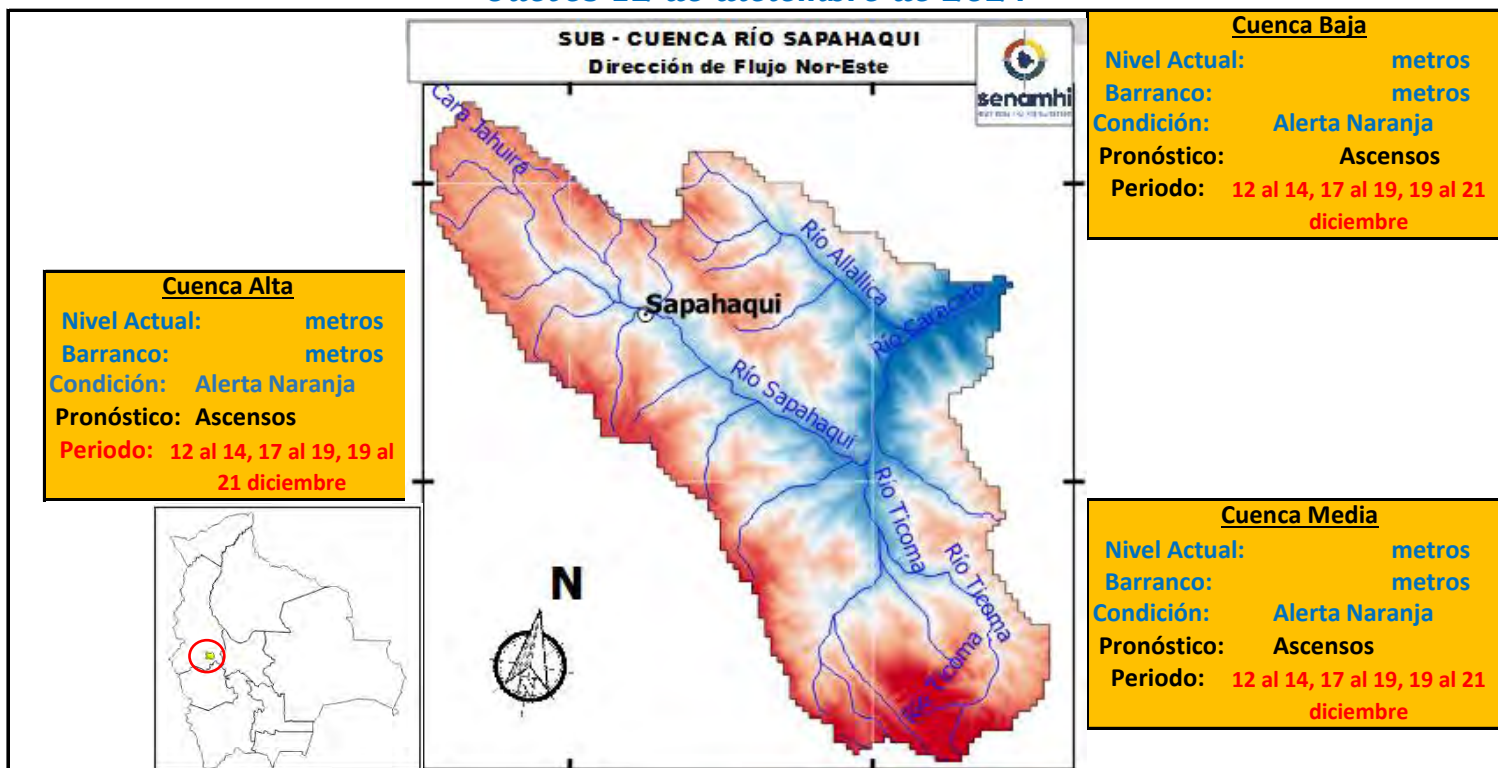 SUB - CUENCA RÍO SAPAHAQUI
Dirección de Flujo Nor-Este
senamhi
Cuenca Baja
Nivel Actual: metros
Barranco: metros
Condición: Alerta Naranja
Pronóstico: Ascensos
Periodo: 12 al 14, 17 al 19, 19 al 21
diciembre
Cuenca Alta
Nivel Actual: metros
Barranco: metros
Condición: Alerta Naranja
Pronóstico: Ascensos
Periodo: 12 al 14, 17 al 19, 19 al
21 diciembre
Cara Jahuira
Río Allallica
Sapahaqui
Río Caracato
Río Sapahaqui
Río Ticoma
Río Ticoma
Río Ticoma
N
Cuenca Media
Nivel Actual: metros
Barranco: metros
Condición: Alerta Naranja
Pronóstico: Ascensos
Periodo: 12 al 14, 17 al 19, 19 al 21
diciembre